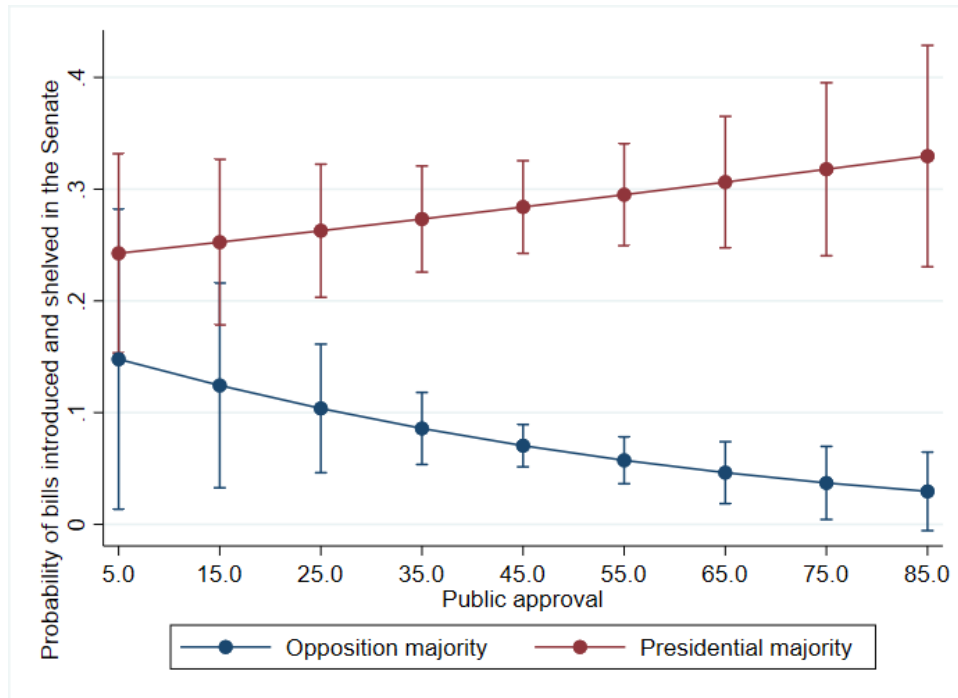 Probability of bills introduced and shelved in the Senate
.4
.3
.2
.1
0
5.0 15.0 25.0 35.0 45.0 55.0 65.0 75.0 85.0
Public approval
Opposition majority Presidential majority